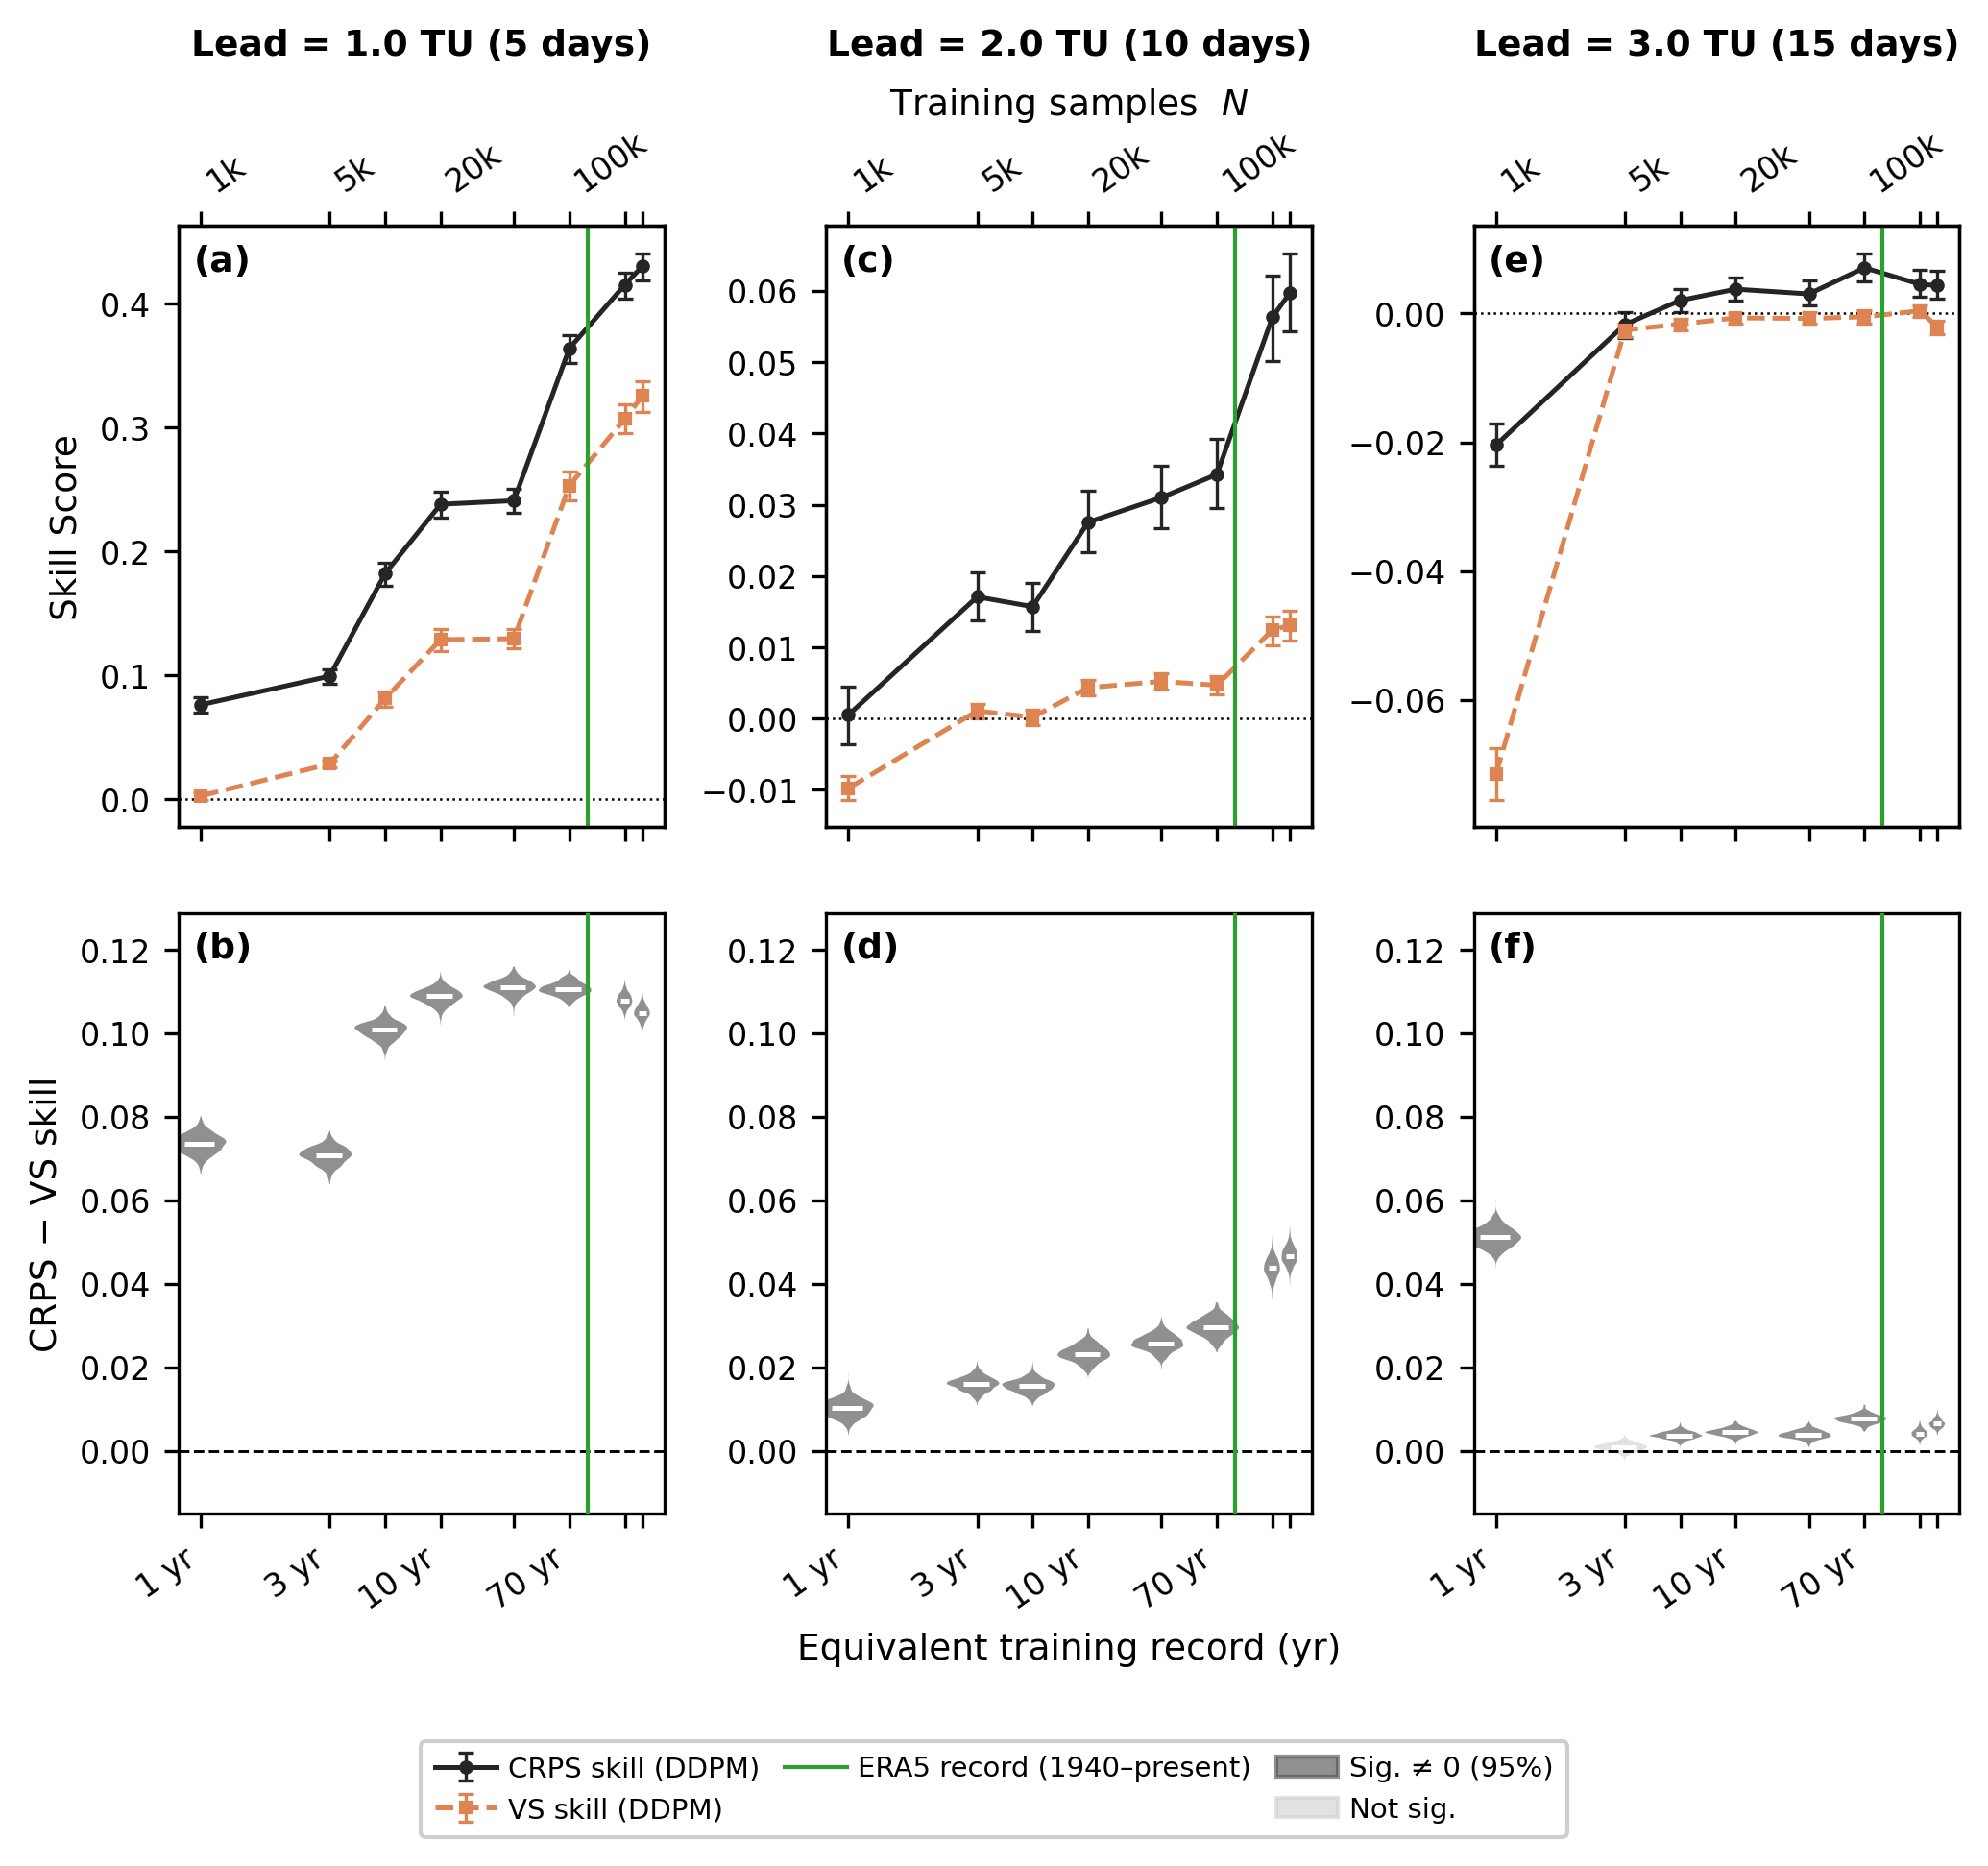 Lead = 1.0 TU (5 days)
Lead = 2.0 TU (10 days)
Lead = 3.0 TU (15 days)
Training samples N
1k 5k 20k 100k
1k 5k 20k 100k
1k 5k 20k 100k
(a)
0.4
0.3
0.2
0.1
0.0
Skill Score
(c)
0.06
0.05
0.04
0.03
0.02
0.01
0.00
−0.01
(e)
0.00
−0.02
−0.04
−0.06
(b)
0.12
0.10
0.08
0.06
0.04
0.02
0.00
CRPS − VS skill
1 yr 3 yr 10 yr 70 yr
(d)
0.12
0.10
0.08
0.06
0.04
0.02
0.00
1 yr 3 yr 10 yr 70 yr
(f)
0.12
0.10
0.08
0.06
0.04
0.02
0.00
1 yr 3 yr 10 yr 70 yr
Equivalent training record (yr)
CRPS skill (DDPM)
VS skill (DDPM)
ERA5 record (1940–present)
Sig. ≠ 0 (95%)
Not sig.